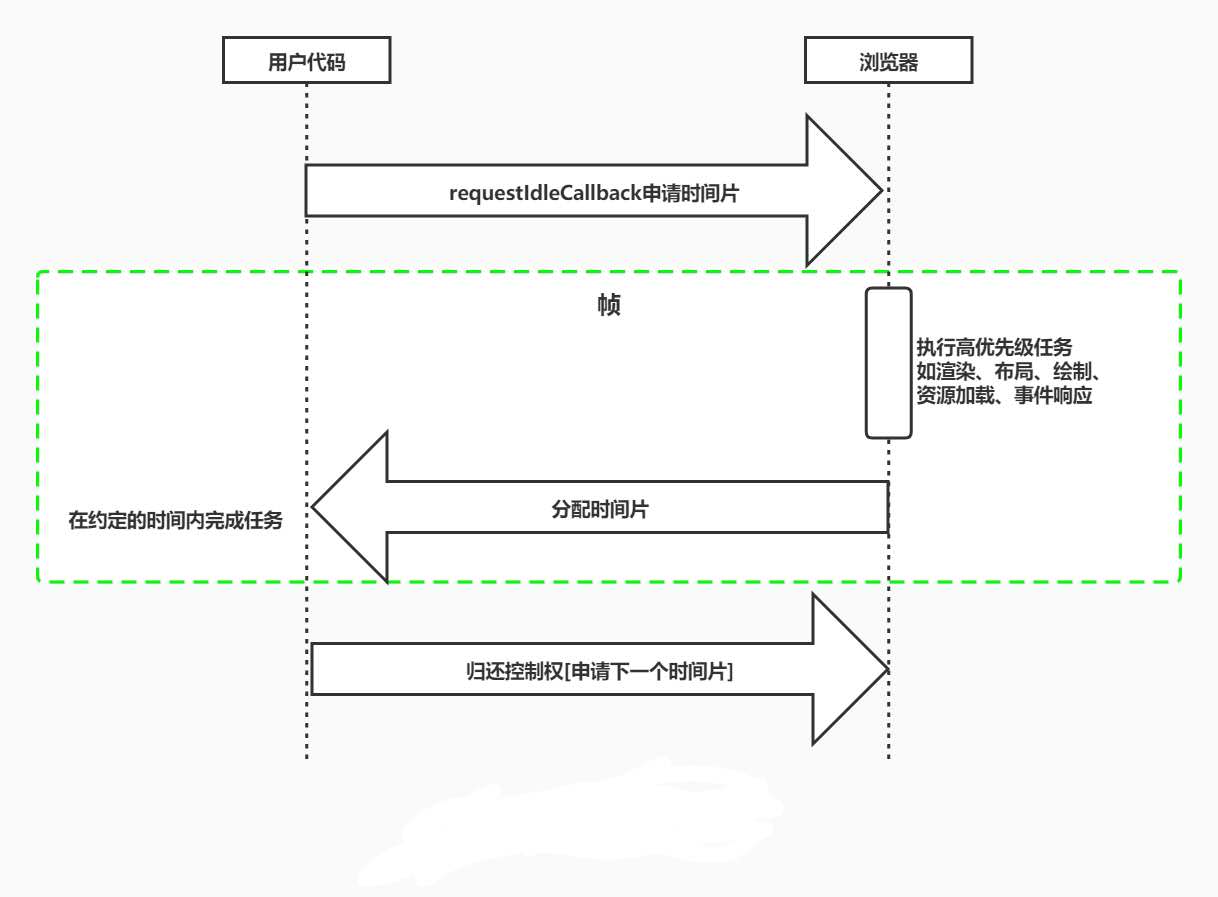 用户代码
浏览器
requestIdleCallback申请时间片
帧
执行高优先级任务
如渲染、布局、绘制、
资源加载、事件响应
分配时间片
在约定的时间内完成任务
归还控制权[申请下一个时间片]